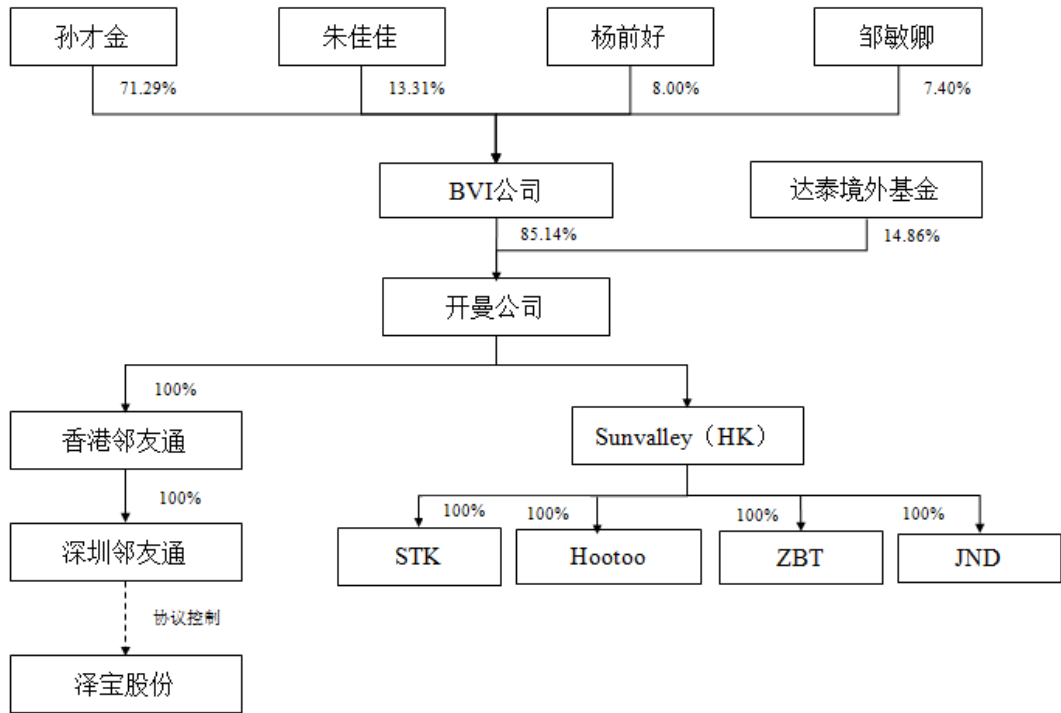 孙才金
朱佳佳
杨前好
邹敏卿
71.29%
13.31%
8.00%
7.40%
BVI公司
达泰境外基金
85.14%
14.86%
开曼公司
100%
香港邻友通
Sunvalley（HK）
100%
100%
100%
100%
100%
深圳邻友通
STK
Hootoo
ZBT
JND
协议控制
泽宝股份